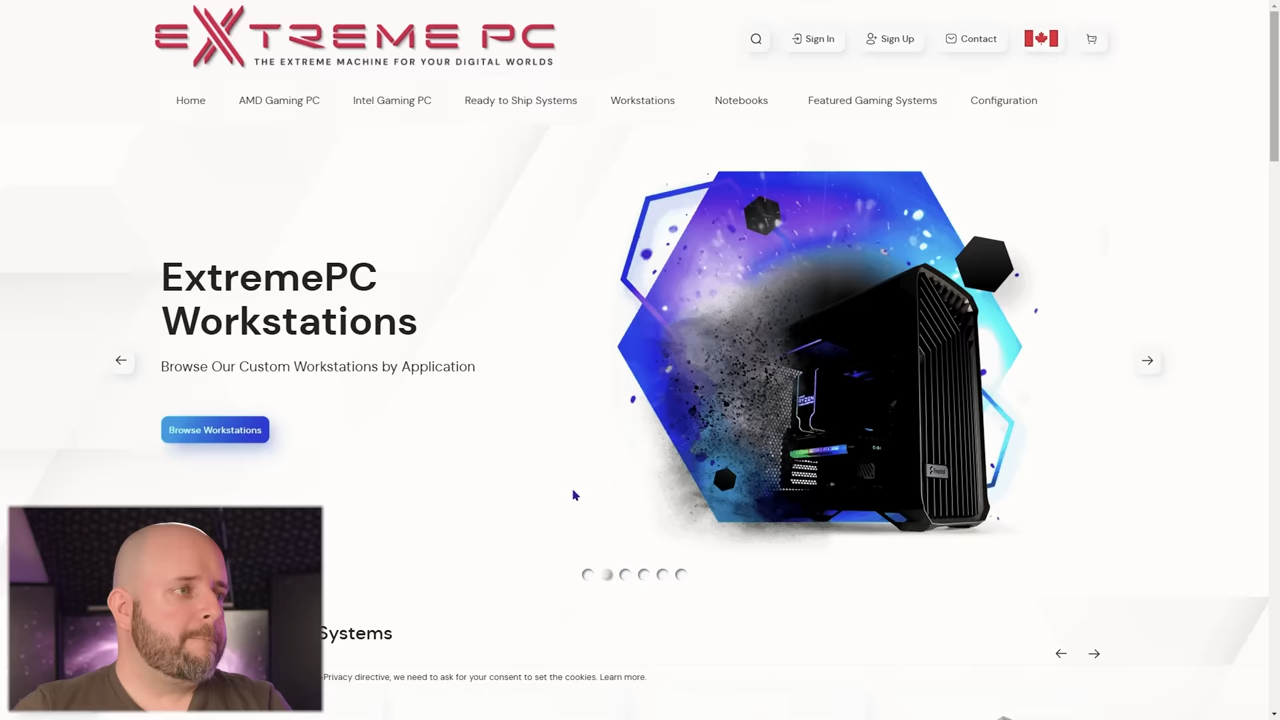 EXTREME PC
THE EXTREME MACHINE FOR YOUR DIGITAL WORLDS
Sign In
Sign Up
Contact
Home
AMD Gaming PC
Intel Gaming PC
Ready to Ship Systems
Workstations
Notebooks
Featured Gaming Systems
Configuration
ExtremePC
Workstations
Browse Our Custom Workstations by Application
Browse Workstations
Systems
-Privacy directive, we need to ask for your consent to set the cookies. Learn more.